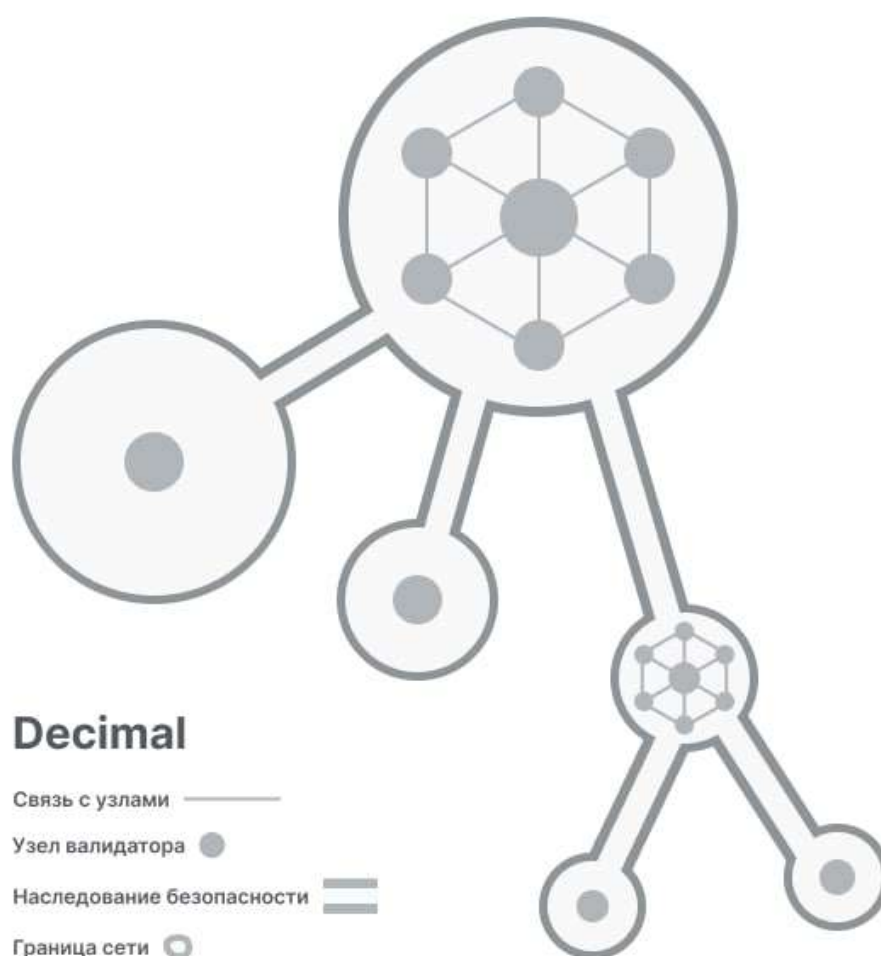 Decimal
Связь с узлами
Узел валидатора
Наследование безопасности
Граница сети